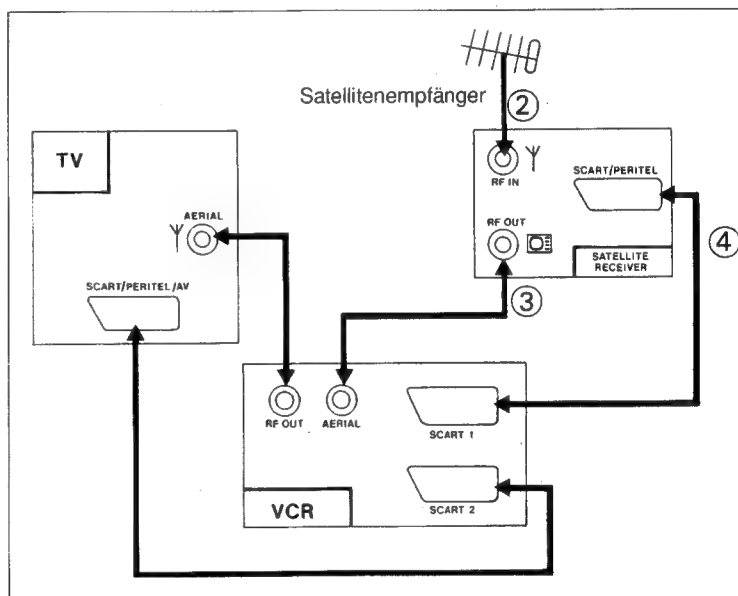 Satellitenempfänger
②
TV
RF IN
SCART/PERITEL
AERIAL
RF OUT
④
SATELLITE
RECEIVER
SCART/PERITEL/AV
③
RF OUT
AERIAL
SCART 1
VCR
SCART 2